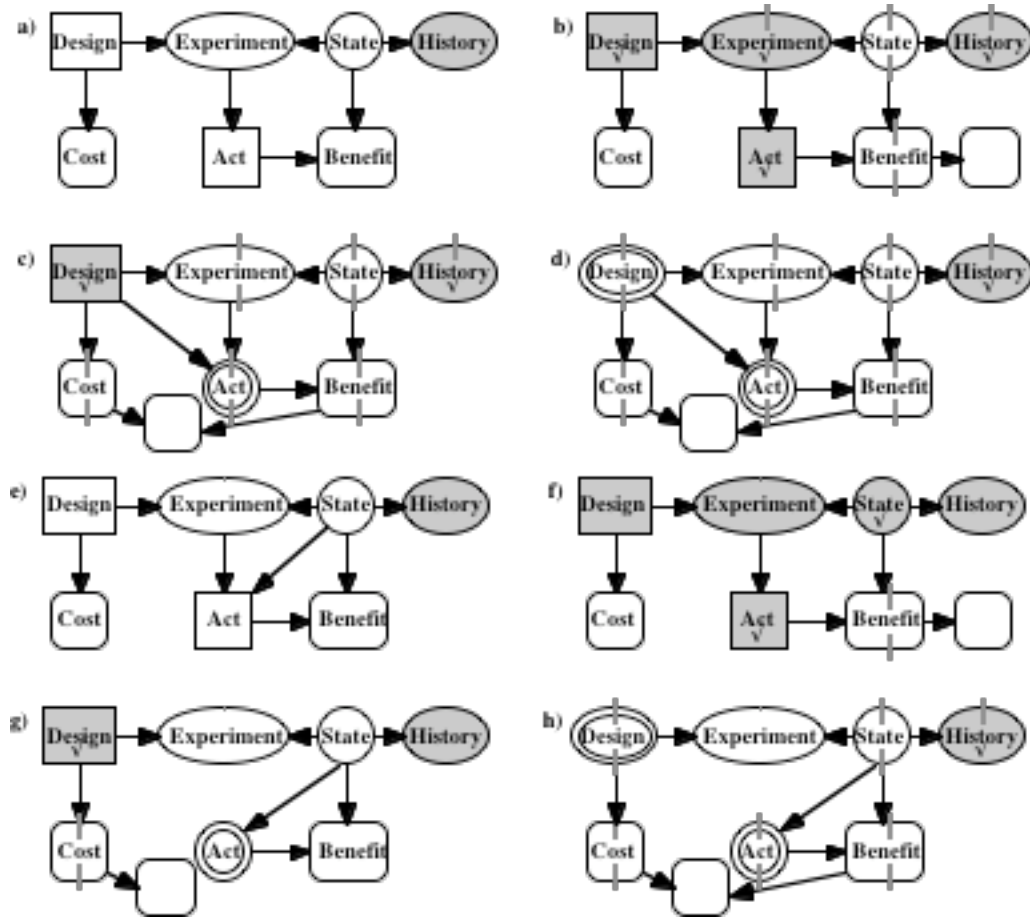 a) Design Experiment State History
Cost Act Benefit
b) Design Experiment State History
√ √ √
Cost Act Benefit
√
c) Design Experiment State History
√ √
Cost Act Benefit
d) Design Experiment State History
√
Cost Act Benefit
e) Design Experiment State History
Cost Act Benefit
f) Design Experiment State History
√
Cost Act Benefit
√
g) Design Experiment State History
√
Cost Act Benefit
h) Design Experiment State History
√
Cost Act Benefit